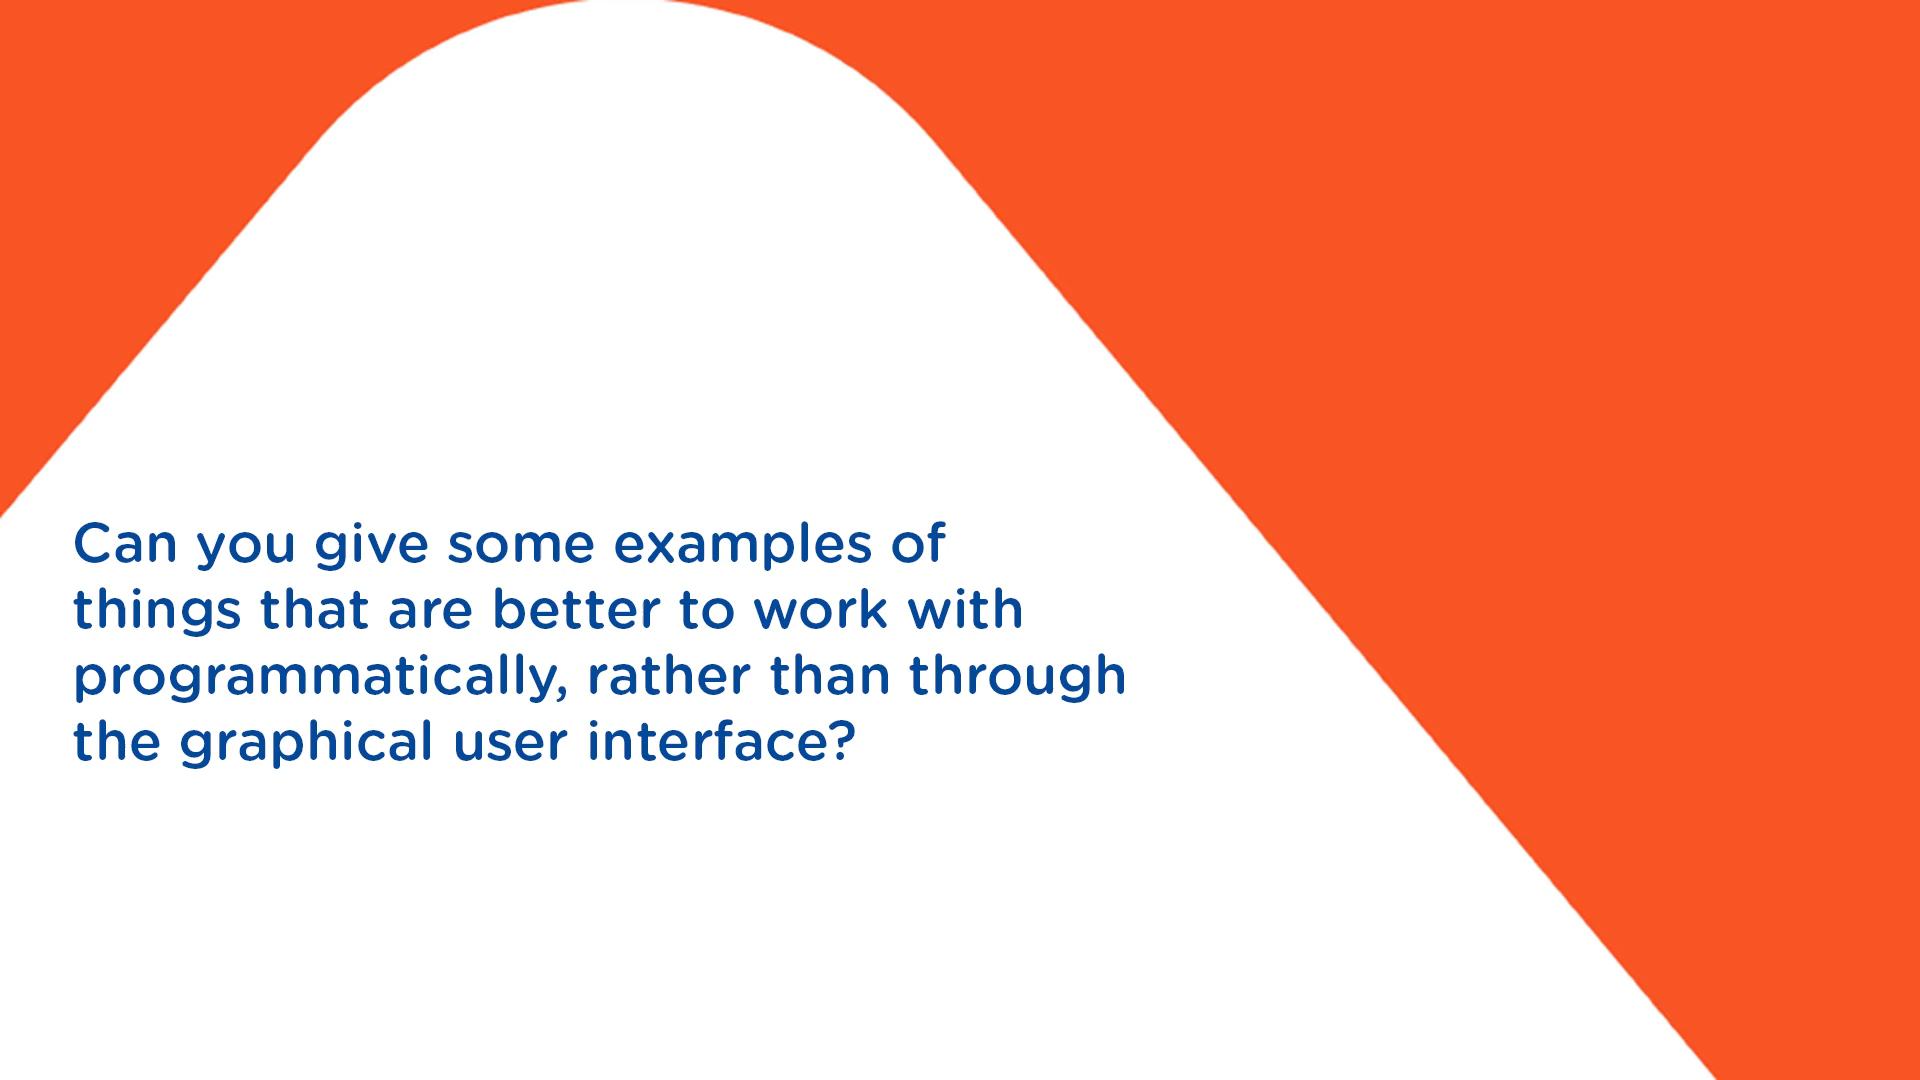 Can you give some examples of
things that are better to work with
programmatically, rather than through
the graphical user interface?